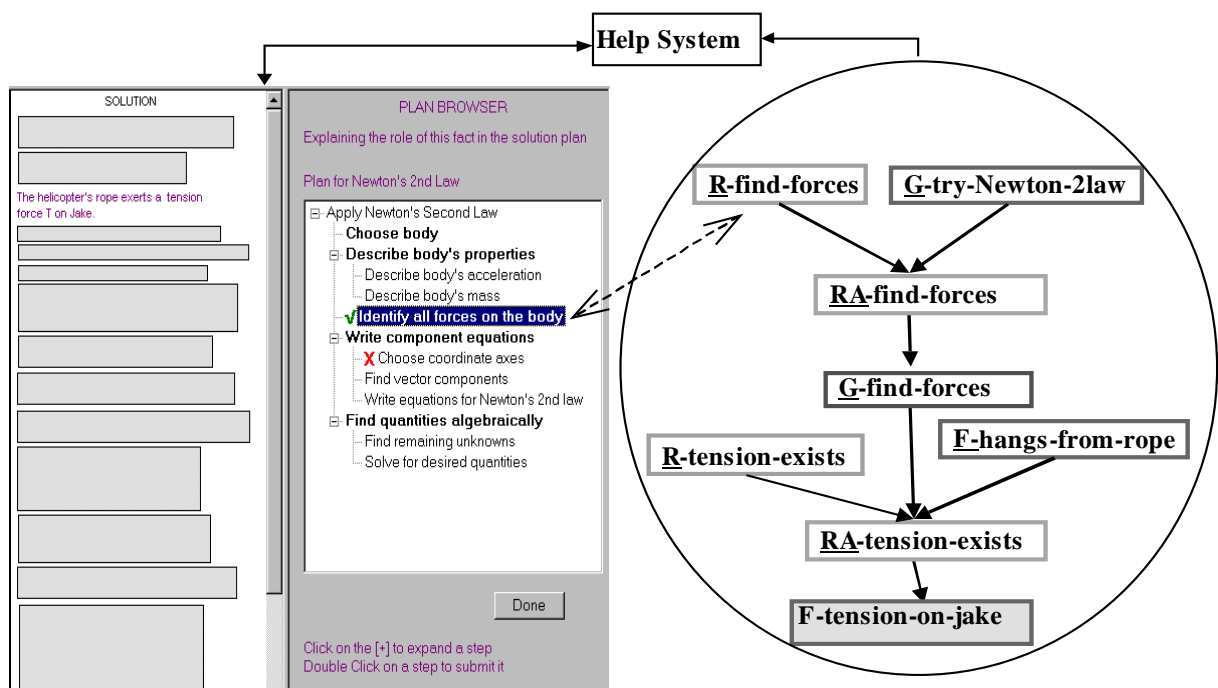 Help System
SOLUTION
The helicopter's rope exerts a tension
force T on Jake.
PLAN BROWSER
Explaining the role of this fact in the solution plan
Plan for Newton's 2nd Law
Apply Newton's Second Law
Choose body
Describe body's properties
Describe body's acceleration
Describe body's mass
√ Identify all forces on the body
Write component equations
X Choose coordinate axes
Find vector components
Write equations for Newton's 2nd law
Find quantities algebraically
Find remaining unknowns
Solve for desired quantities
Done
Click on the [+] to expand a step
Double Click on a step to submit it
R-find-forces
G-try-Newton-2law
RA-find-forces
G-find-forces
R-tension-exists
F-hangs-from-rope
RA-tension-exists
F-tension-on-jake